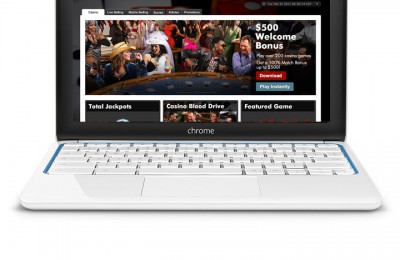 Casino Live Betting Mobile Betting Scores Articles Promotions
$500
Welcome
Bonus
Play over 200 casino games
Get a 100% Match Bonus
up to $500!
Download
Play Instantly
Total Jackpots
Casino Blood Drive
Featured Game
chrome